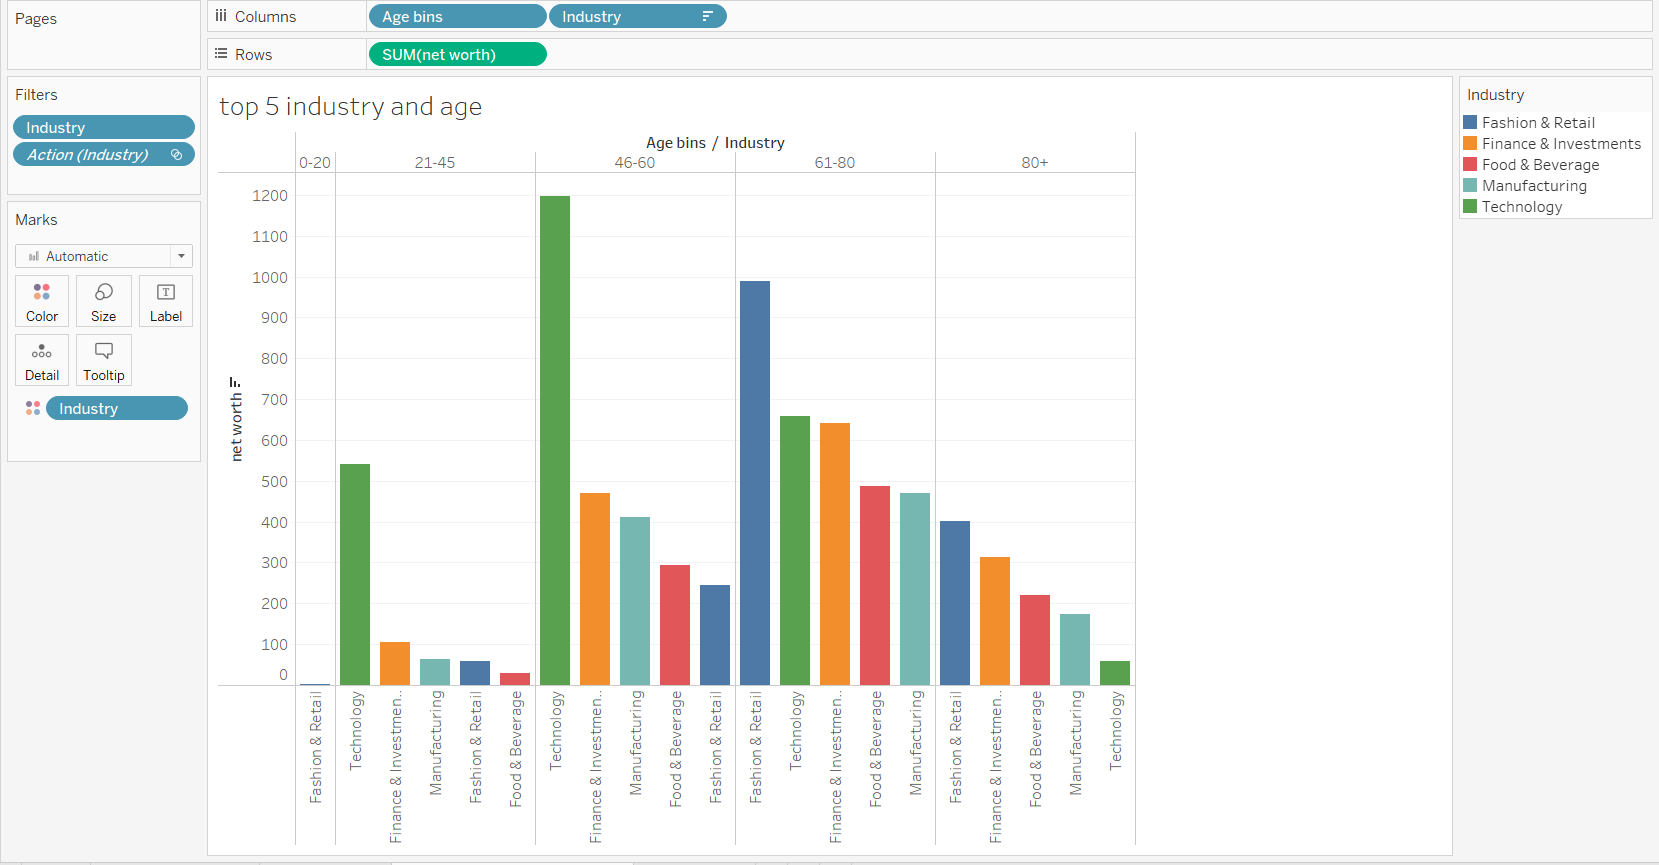 Pages
Columns
Age bins
Industry
Rows
SUM(net worth)
Filters
Industry
Action (Industry)
Marks
Automatic
Color
Size
Label
Detail
Tooltip
Industry
top 5 industry and age
Age bins / Industry
0-20
21-45
46-60
61-80
80+
net worth
1200
1100
1000
900
800
700
600
500
400
300
200
100
0
Fashion & Retail
Technology
Finance & Investmen..
Manufacturing
Fashion & Retail
Food & Beverage
Technology
Finance & Investmen..
Manufacturing
Food & Beverage
Fashion & Retail
Fashion & Retail
Technology
Finance & Investmen..
Food & Beverage
Manufacturing
Fashion & Retail
Finance & Investmen..
Food & Beverage
Manufacturing
Technology
Industry
Fashion & Retail
Finance & Investments
Food & Beverage
Manufacturing
Technology